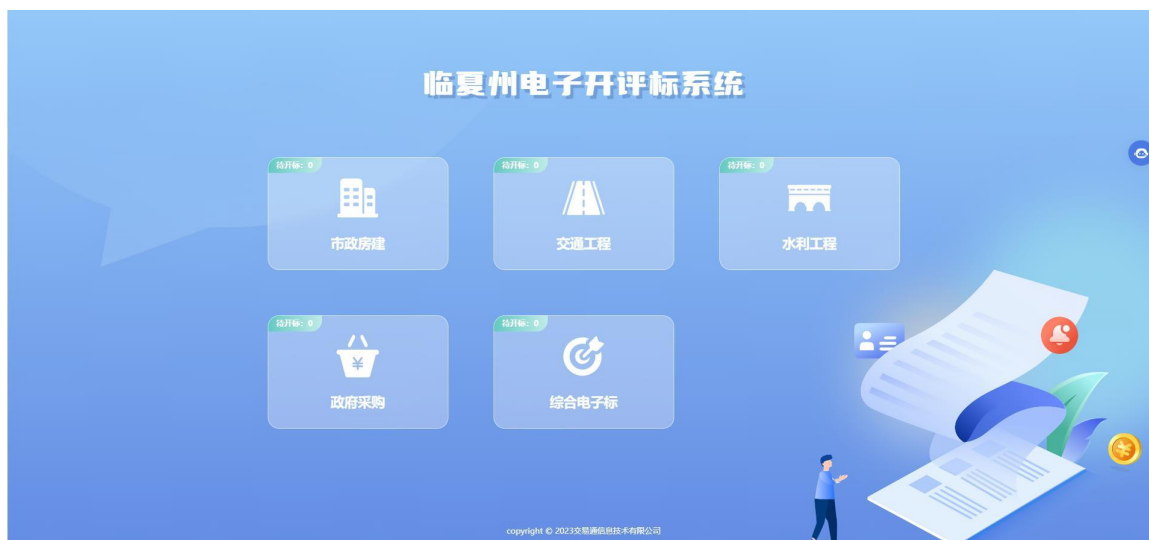 临夏州电子开评标系统
待开标：0
市政房建
待开标：0
交通工程
待开标：0
水利工程
待开标：0
¥
政府采购
待开标：0
综合电子标
¥
copyright © 2023交易通信息技术有限公司